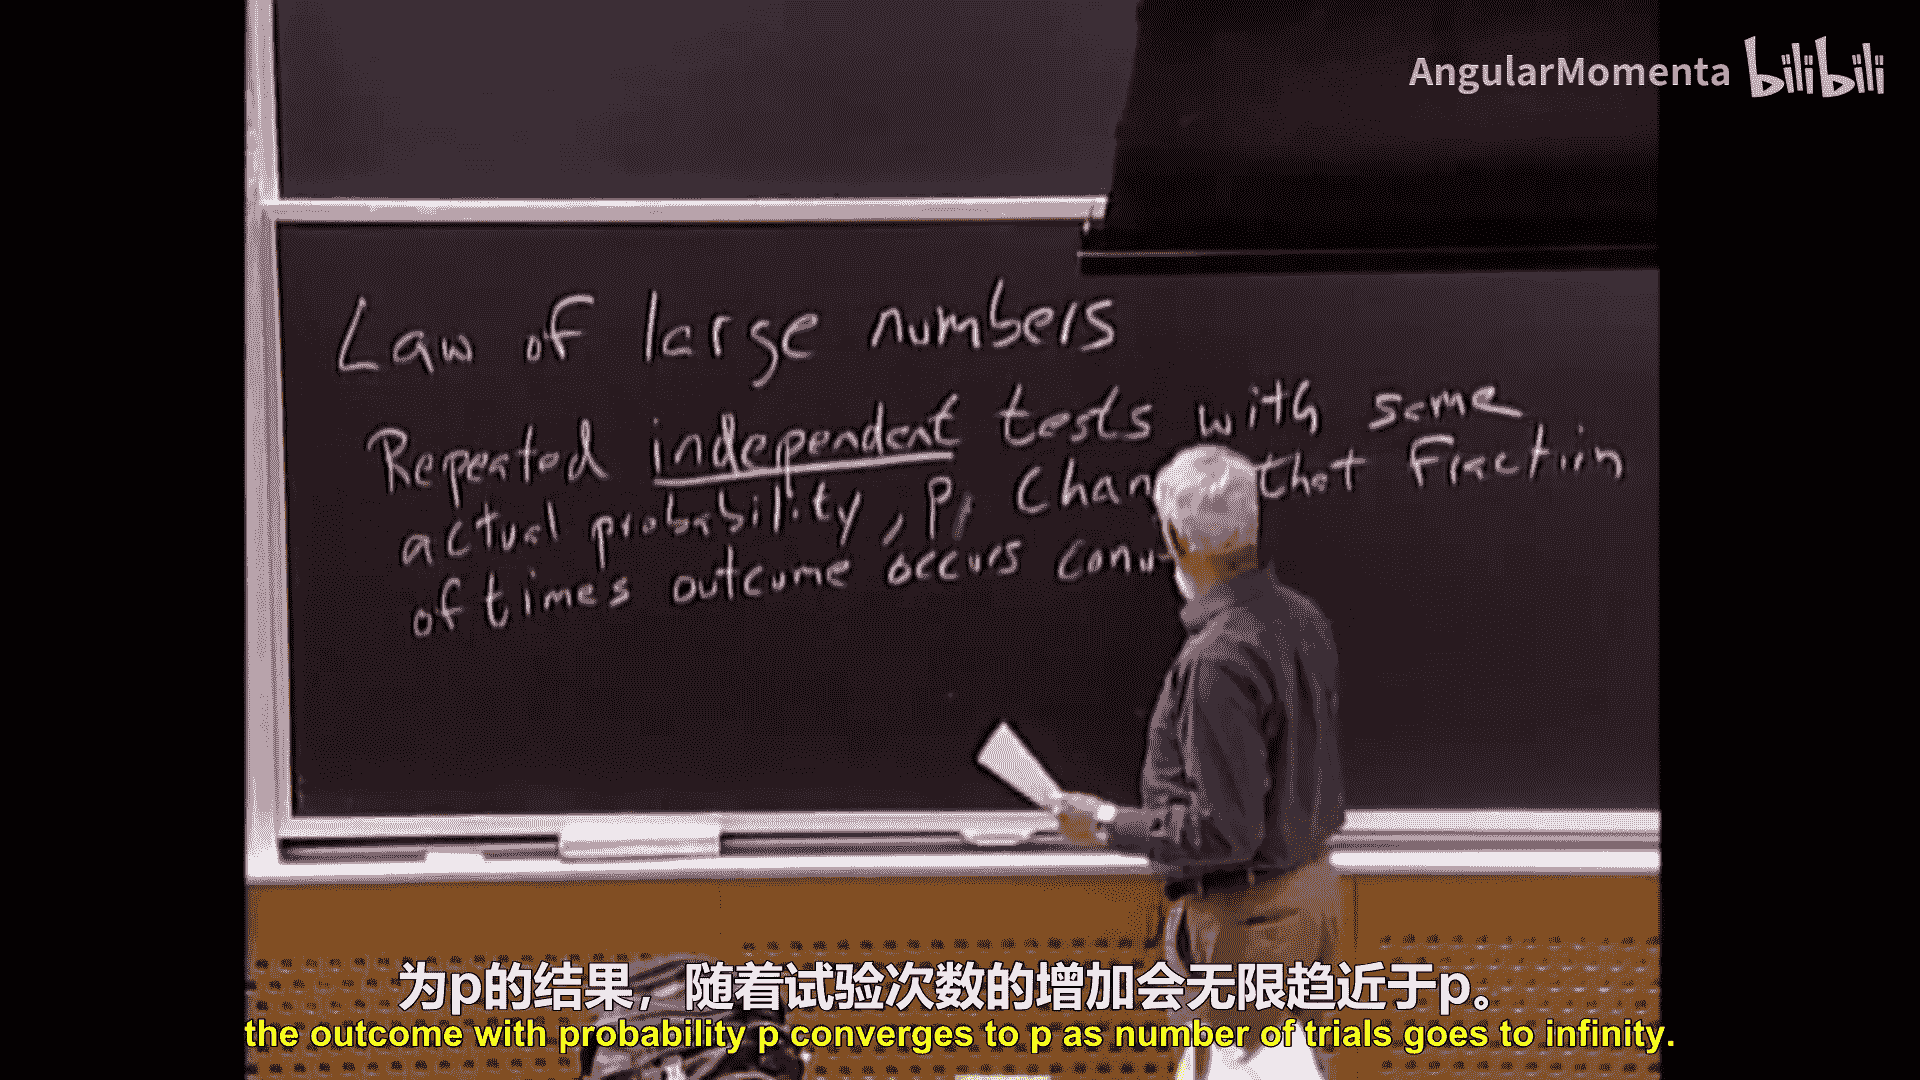 AngularMomenta bilibili
Law of large numbers
Repeated independent tests with same
actual probability, p, chan that fraction
of times outcome occurs conv
为p的结果，随着试验次数的增加会无限趋近于p。
the outcome with probability p converges to p as number of trials goes to infinity.